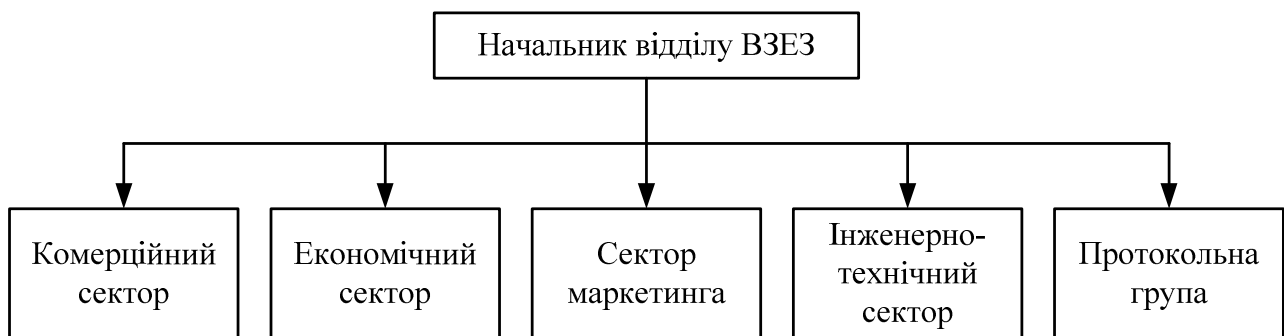 Начальник відділу ВЗЕЗ
Комерційний
сектор
Економічний
сектор
Сектор
маркетинга
Інженерно-
технічний
сектор
Протокольна
група